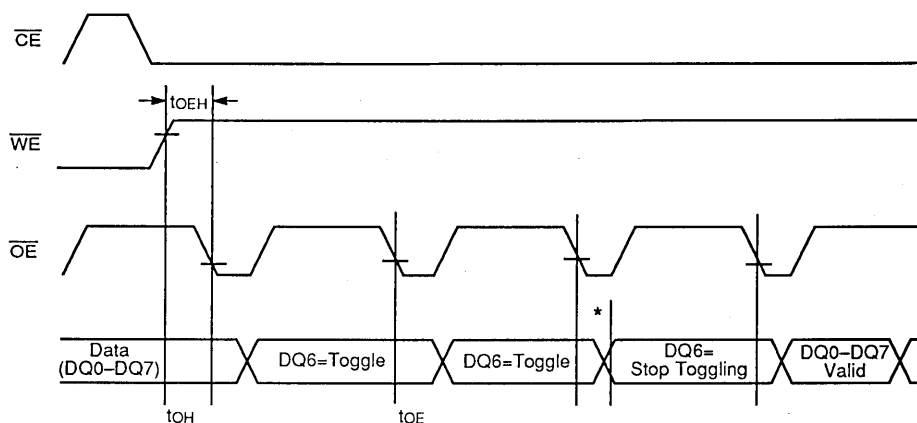 CE
tOEH
WE
OE
*
Data
(DQ0–DQ7)
DQ6=Toggle
DQ6=Toggle
DQ6=
Stop Toggling
DQ0–DQ7
Valid
tOH
tOE